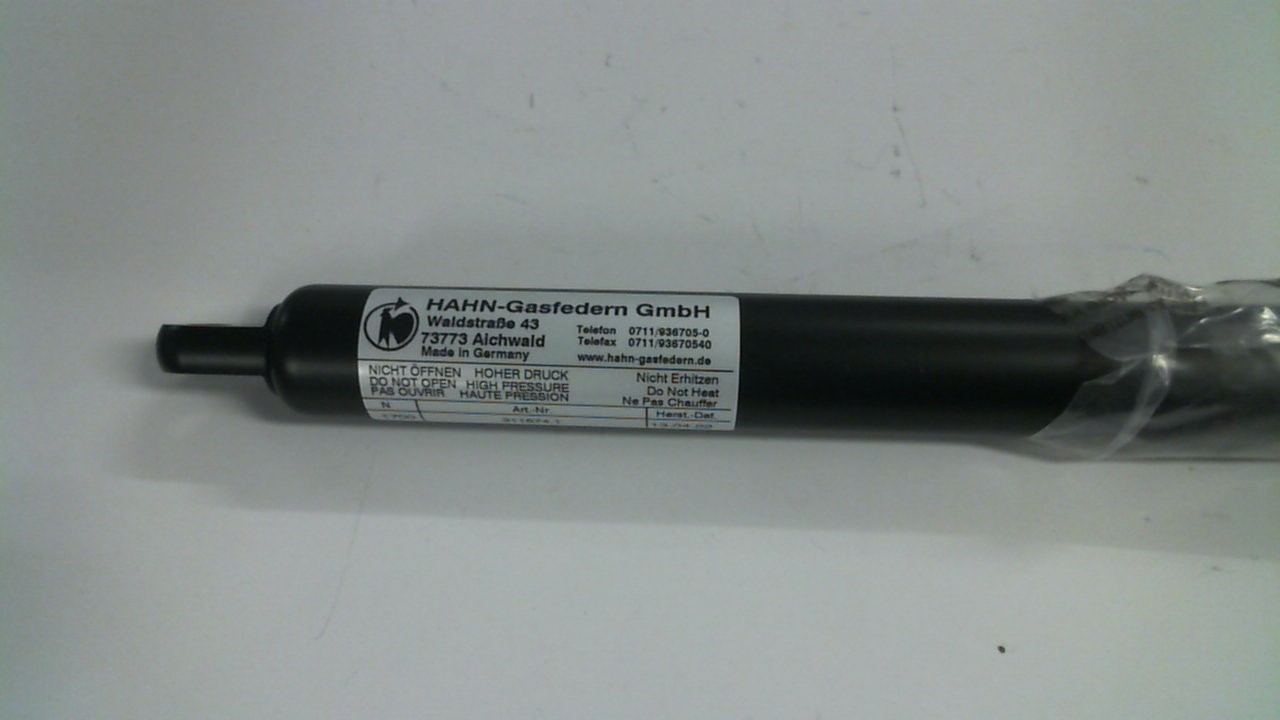 HAHN-Gasfedern GmbH
Waldstraße 43
73773 Aichwald
Made in Germany
Telefon 0711/936705-0
Telefax 0711/93670540
www.hahn-gasfedern.de
NICHT ÖFFNEN HOHER DRUCK
DO NOT OPEN HIGH PRESSURE
PAS OUVRIR HAUTE PRESSION
Nicht Erhitzen
Do Not Heat
Ne Pas Chauffer
N Art.-Nr Herst.-Dat.